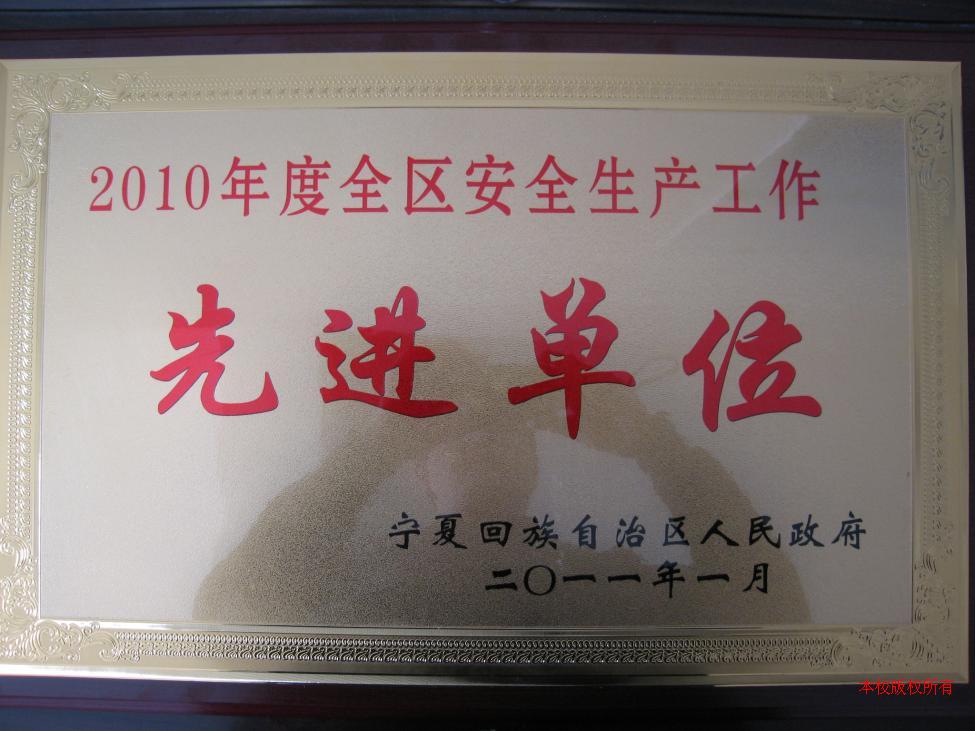 2010年度全区安全生产工作
先进单位
宁夏回族自治区人民政府
二〇一一年一月
本校版权所有